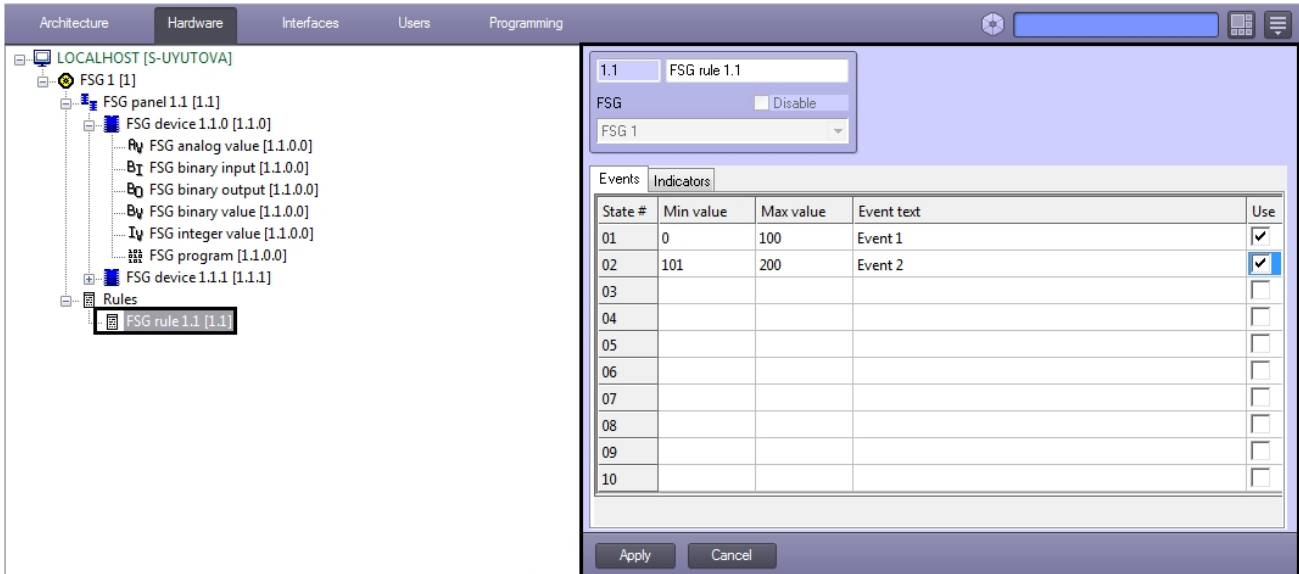 Architecture Hardware Interfaces Users Programming
LOCALHOST [S-UYUTOVA]
FSG 1 [1]
FSG panel 1.1 [1.1]
FSG device 1.1.0 [1.1.0]
FSG analog value [1.1.0.0]
FSG binary input [1.1.0.0]
FSG binary output [1.1.0.0]
FSG binary value [1.1.0.0]
FSG integer value [1.1.0.0]
FSG program [1.1.0.0]
FSG device 1.1.1 [1.1.1]
Rules
FSG rule 1.1 [1.1]
1.1 FSG rule 1.1
FSG Disable
FSG 1
Events Indicators
State # Min value Max value Event text Use
01 0 100 Event 1
02 101 200 Event 2
03
04
05
06
07
08
09
10
Apply Cancel